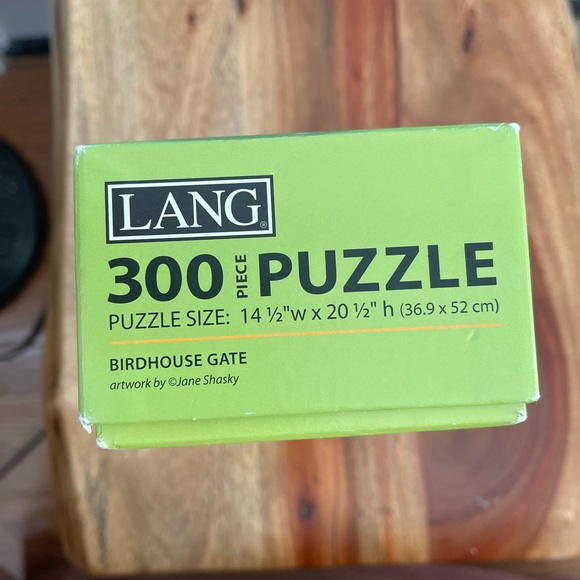 LANG®
300 PIECE PUZZLE
PUZZLE SIZE: 14 ½"w x 20 ½" h (36.9 x 52 cm)
BIRDHOUSE GATE
artwork by ©Jane Shasky